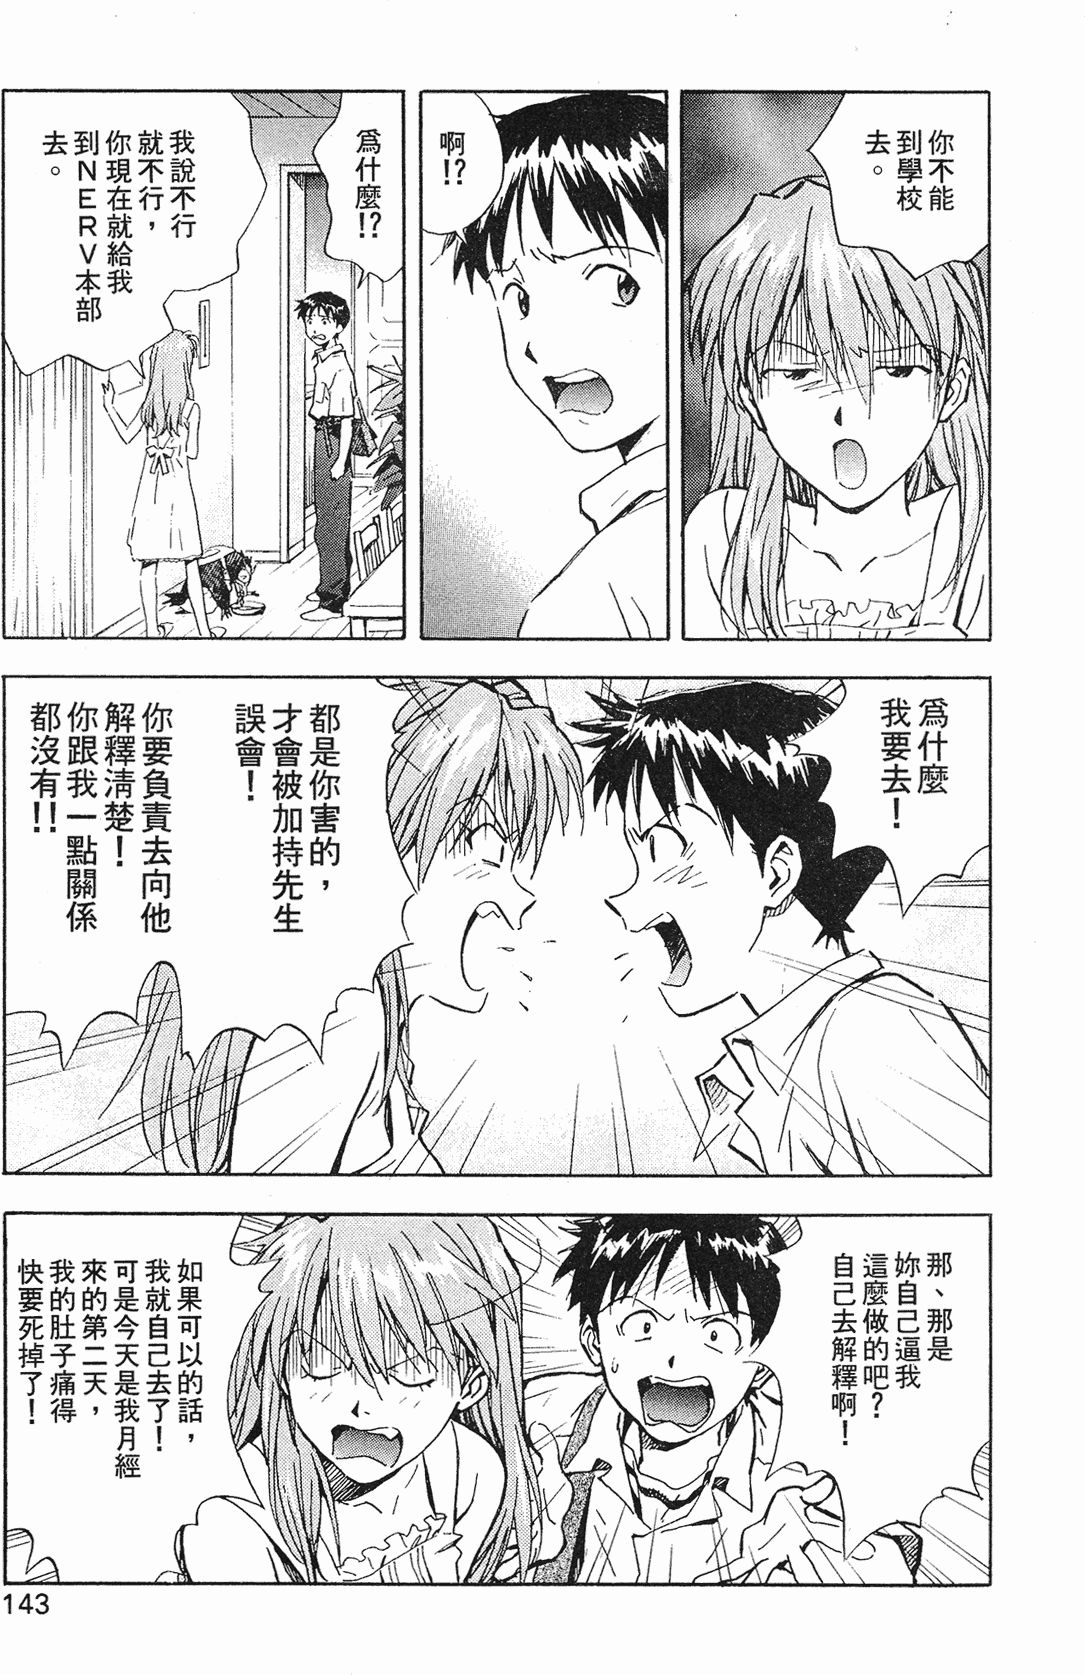 你不能
到學校
去。
啊!?
爲什麼!?
我說不行
就不行，
你現在就給我
到NERV本部
去。
爲什麼
我要去！
都是你害的，
才會被加持先生
誤會！
你要負責去向他
解釋清楚！
你跟我一點關係
都沒有!!
那、那是
妳自己逼我
這麼做的吧？
自己去解釋啊！
如果可以的話，
我就自己去了！
可是今天是我月經
來的第二天，
我的肚子痛得
快要死掉了！
143